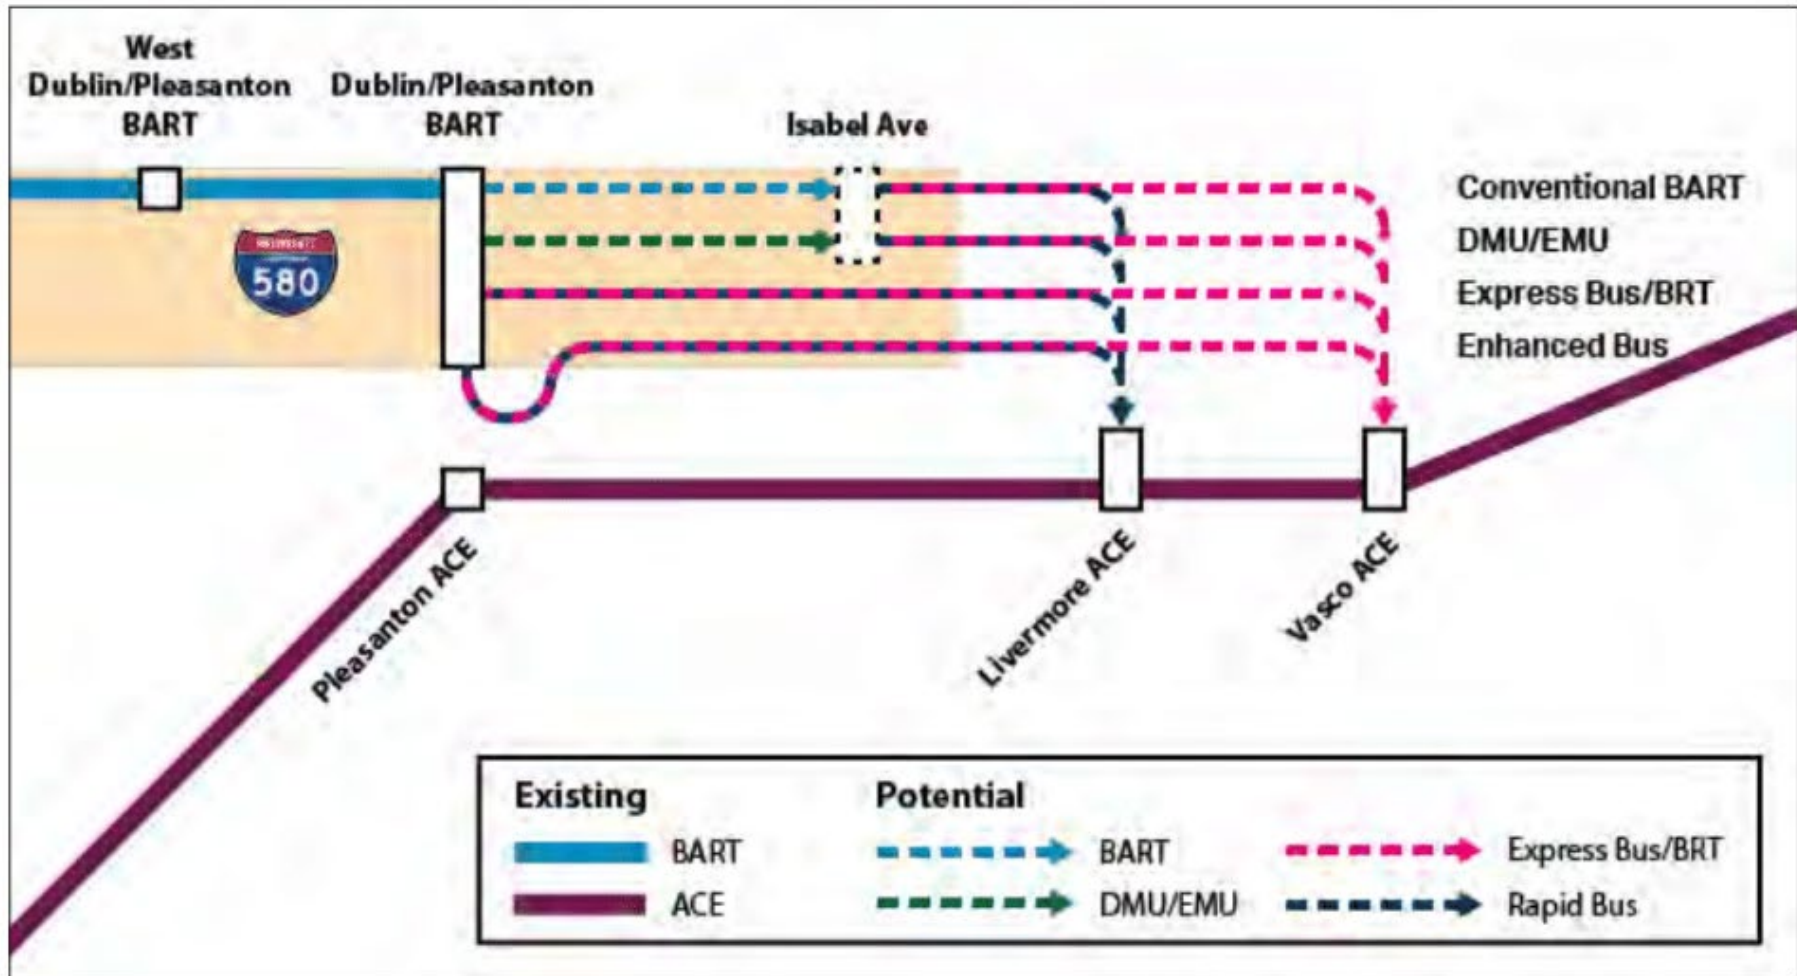 West
Dublin/Pleasanton
BART
Dublin/Pleasanton
BART
Isabel Ave
Conventional BART
DMU/EMU
Express Bus/BRT
Enhanced Bus
580
Pleasanton ACE
Livermore ACE
Vasco ACE
Existing
BART
ACE
Potential
BART
DMU/EMU
Express Bus/BRT
Rapid Bus